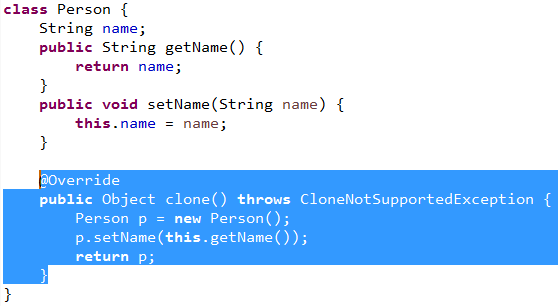 class Person {
    String name;
    public String getName() {
        return name;
    }
    public void setName(String name) {
        this.name = name;
    }

    @Override
    public Object clone() throws CloneNotSupportedException {
        Person p = new Person();
        p.setName(this.getName());
        return p;
    }
}